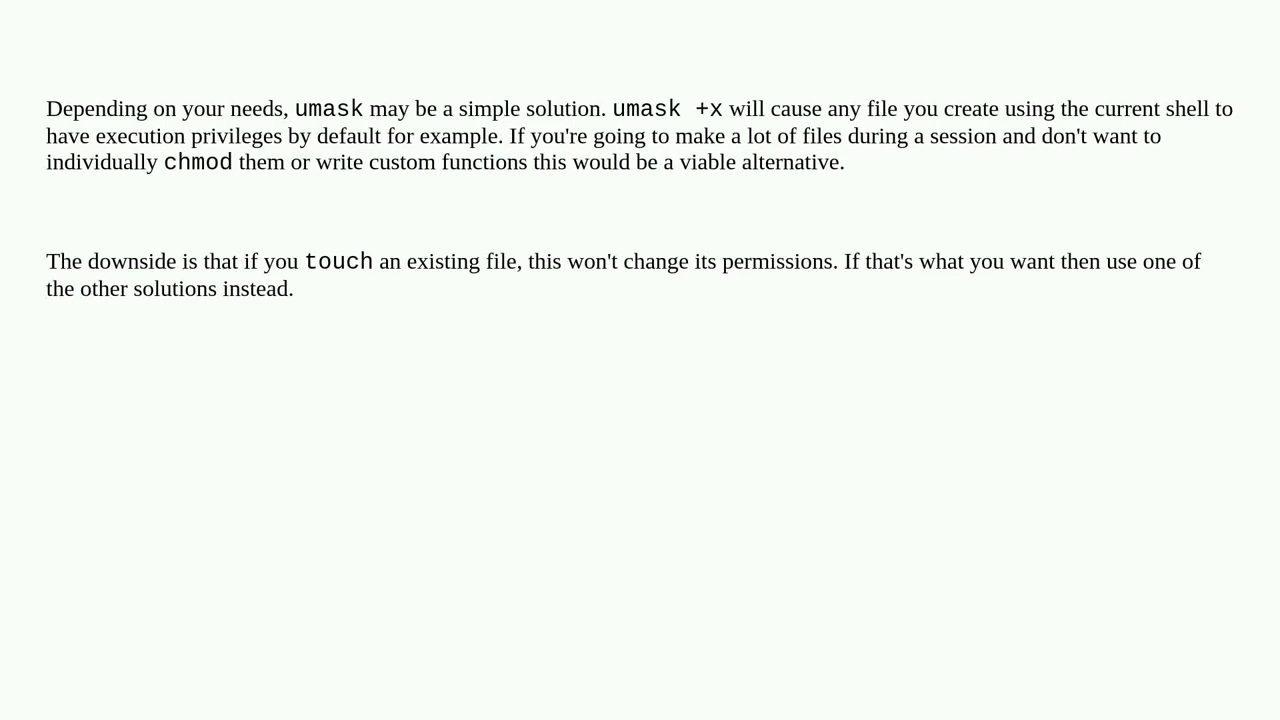 Depending on your needs, umask may be a simple solution. umask +x will cause any file you create using the current shell to
have execution privileges by default for example. If you're going to make a lot of files during a session and don't want to
individually chmod them or write custom functions this would be a viable alternative.
The downside is that if you touch an existing file, this won't change its permissions. If that's what you want then use one of
the other solutions instead.